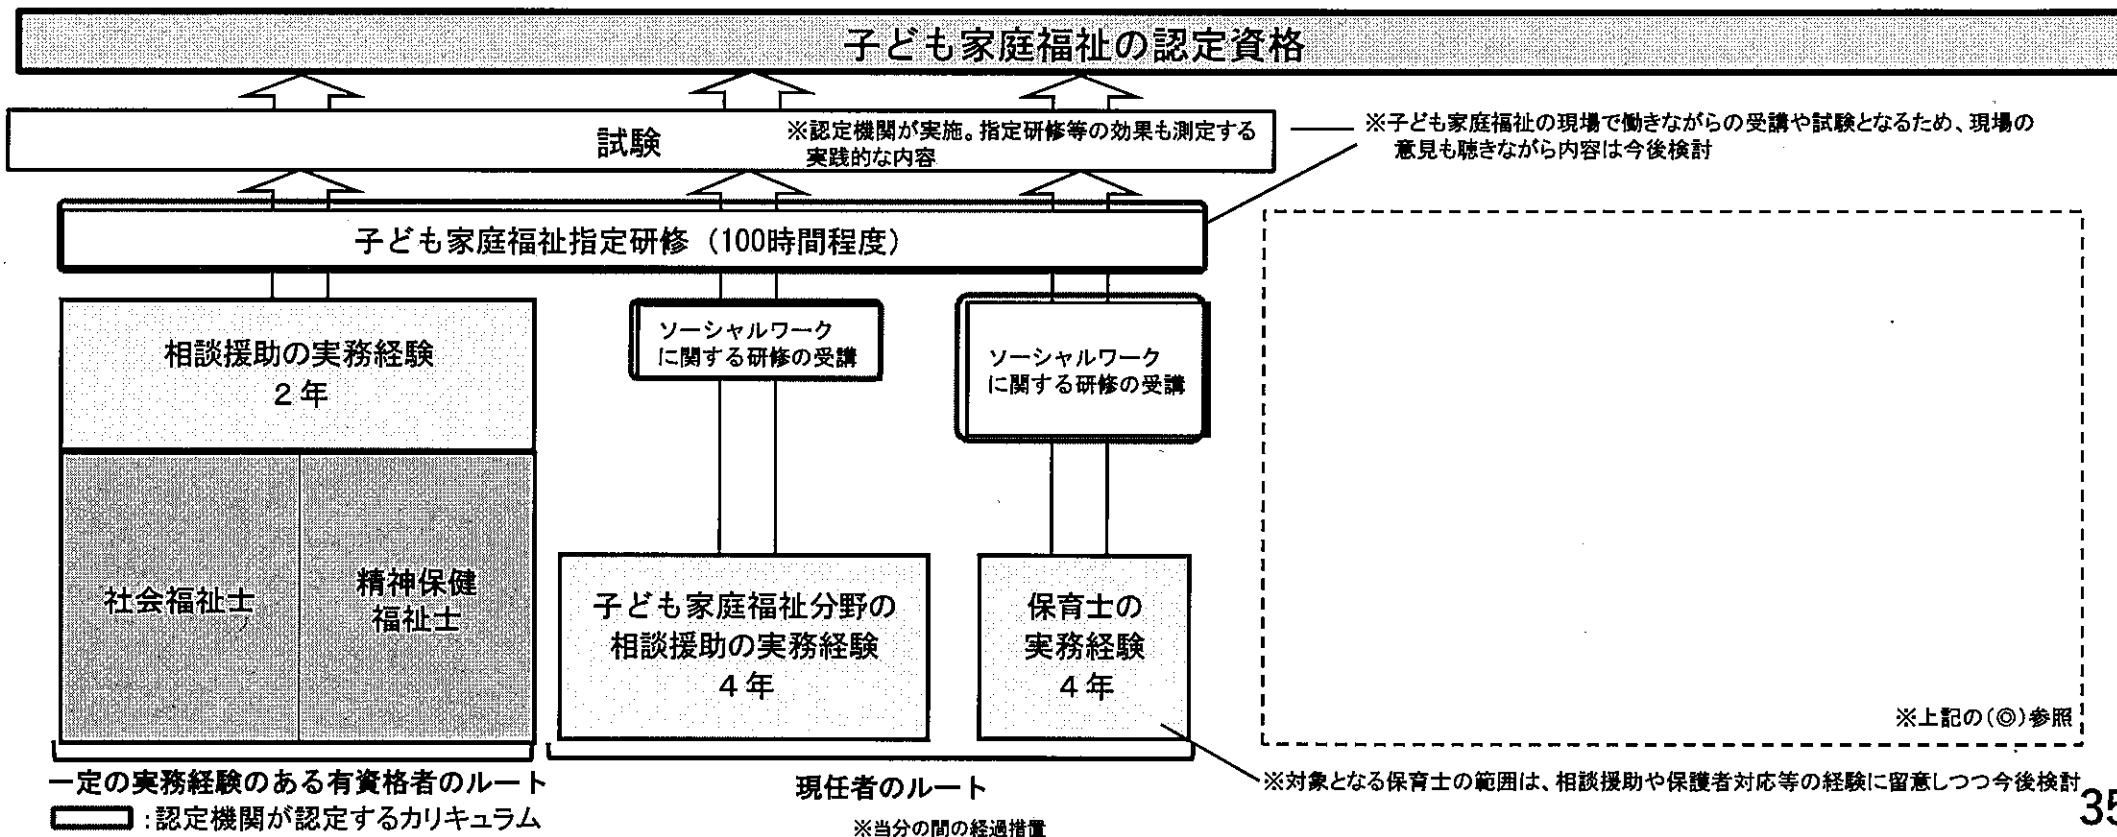 子ども家庭福祉の認定資格
試験
※認定機関が実施。指定研修等の効果も測定する
実践的な内容
※子ども家庭福祉の現場で働きながらの受講や試験となるため、現場の
意見も聴きながら内容は今後検討
子ども家庭福祉指定研修(100時間程度)
相談援助の実務経験
2年
ソーシャルワーク
に関する研修の受講
ソーシャルワーク
に関する研修の受講
社会福祉士
精神保健
福祉士
子ども家庭福祉分野の
相談援助の実務経験
4年
保育士の
実務経験
4年
※上記の(◎)参照
一定の実務経験のある有資格者のルート
現任者のルート
※対象となる保育士の範囲は、相談援助や保護者対応等の経験に留意しつつ今後検討
:認定機関が認定するカリキュラム
※当分の間の経過措置
35